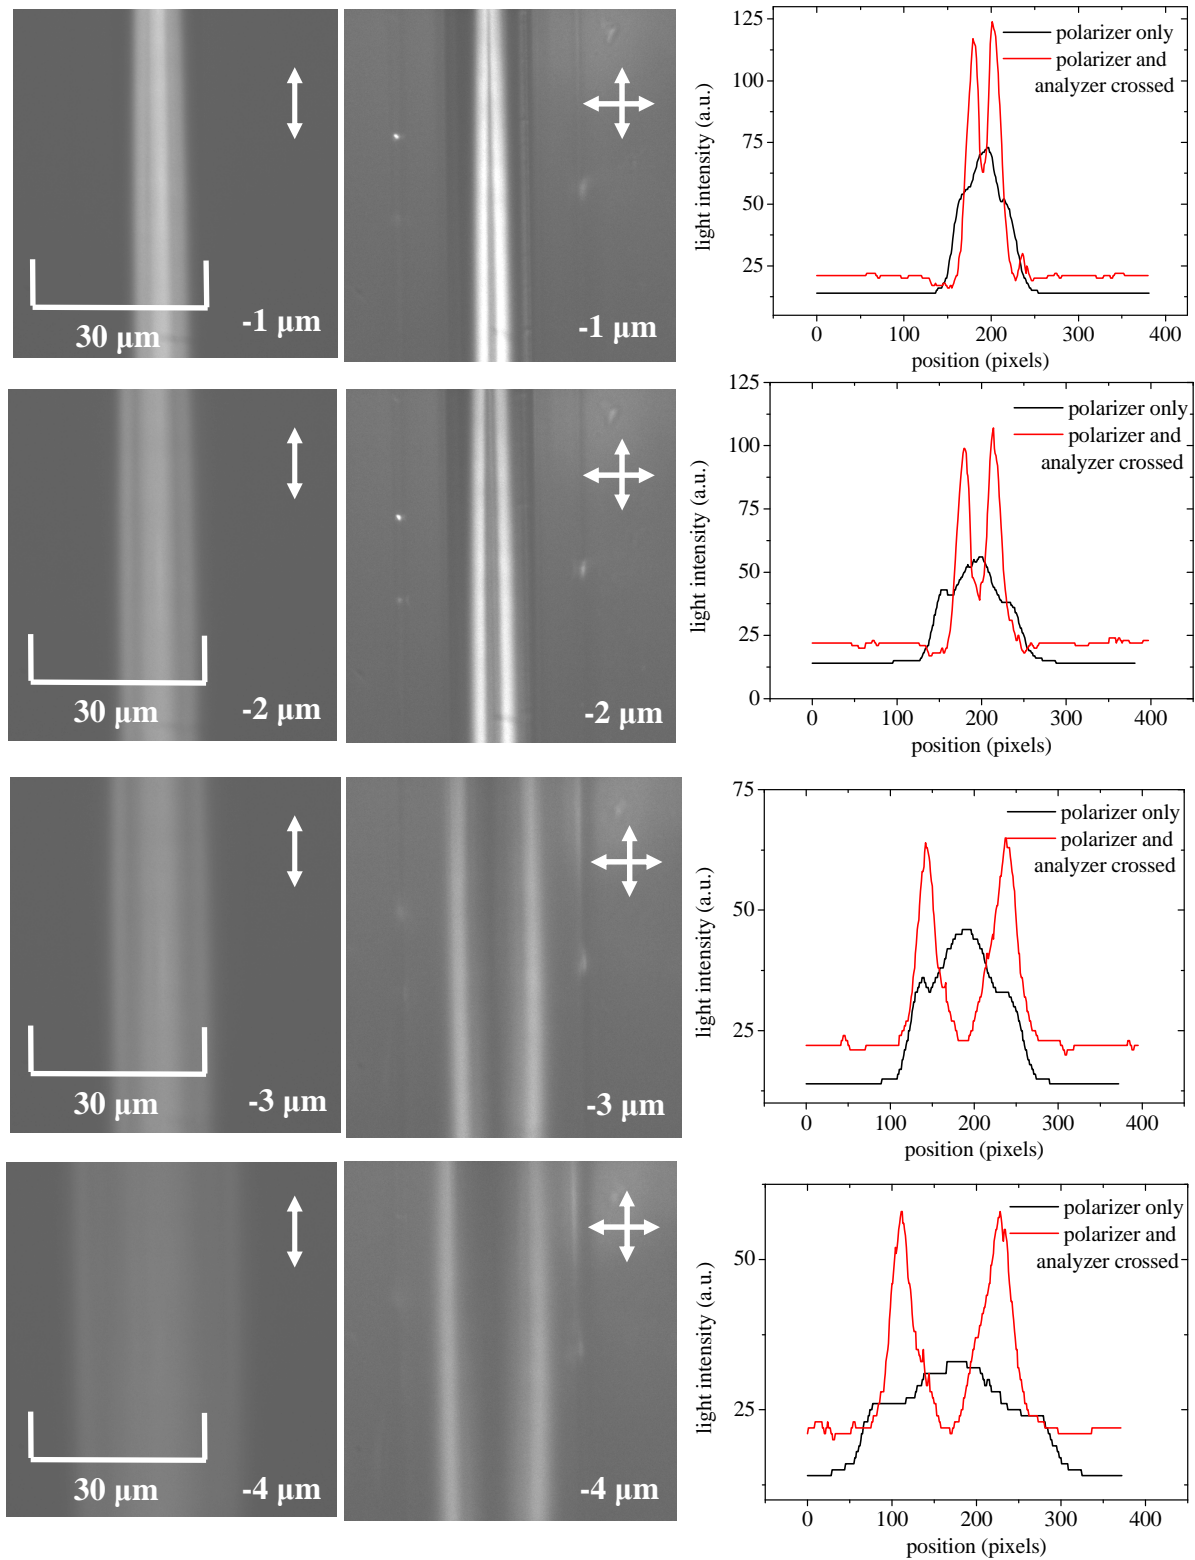 30 μm
-1 μm
-1 μm
125
100
75
50
25
0
100
200
300
400
light intensity (a.u.)
position (pixels)
polarizer only
polarizer and
analyzer crossed
30 μm
-2 μm
-2 μm
125
100
75
50
25
0
0
100
200
300
400
light intensity (a.u.)
position (pixels)
polarizer only
polarizer and
analyzer crossed
30 μm
-3 μm
-3 μm
75
50
25
0
100
200
300
400
light intensity (a.u.)
position (pixels)
polarizer only
polarizer and
analyzer crossed
30 μm
-4 μm
-4 μm
50
25
0
100
200
300
400
light intensity (a.u.)
position (pixels)
polarizer only
polarizer and
analyzer crossed